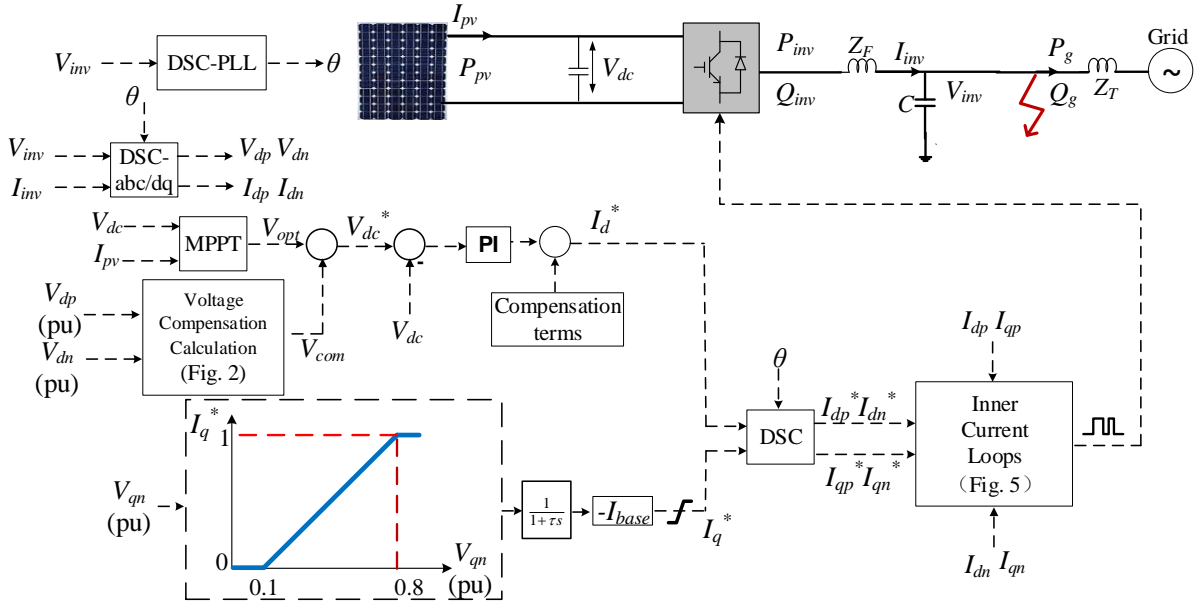 I_pv
P_inv Z_F I_inv P_g Grid
V_inv DSC-PLL θ P_pv V_dc
Q_inv C V_inv Q_g Z_T ~
θ
V_inv DSC- V_dp V_dn
I_inv abc/dq I_dp I_dn
V_dc MPPT V_opt V_dc* PI I_d*
I_pv -
V_dp (pu) Voltage Compensation Calculation (Fig. 2) V_com V_dc Compensation terms
V_dn (pu)
I_dp I_qp
θ
I_q* DSC I_dp* I_dn* Inner Current Loops (Fig. 5)
1 I_qp* I_qn*
V_qn (pu) 1/(1+τs) -I_base I_q*
0 V_qn (pu)
0.1 0.8
I_dn I_qn